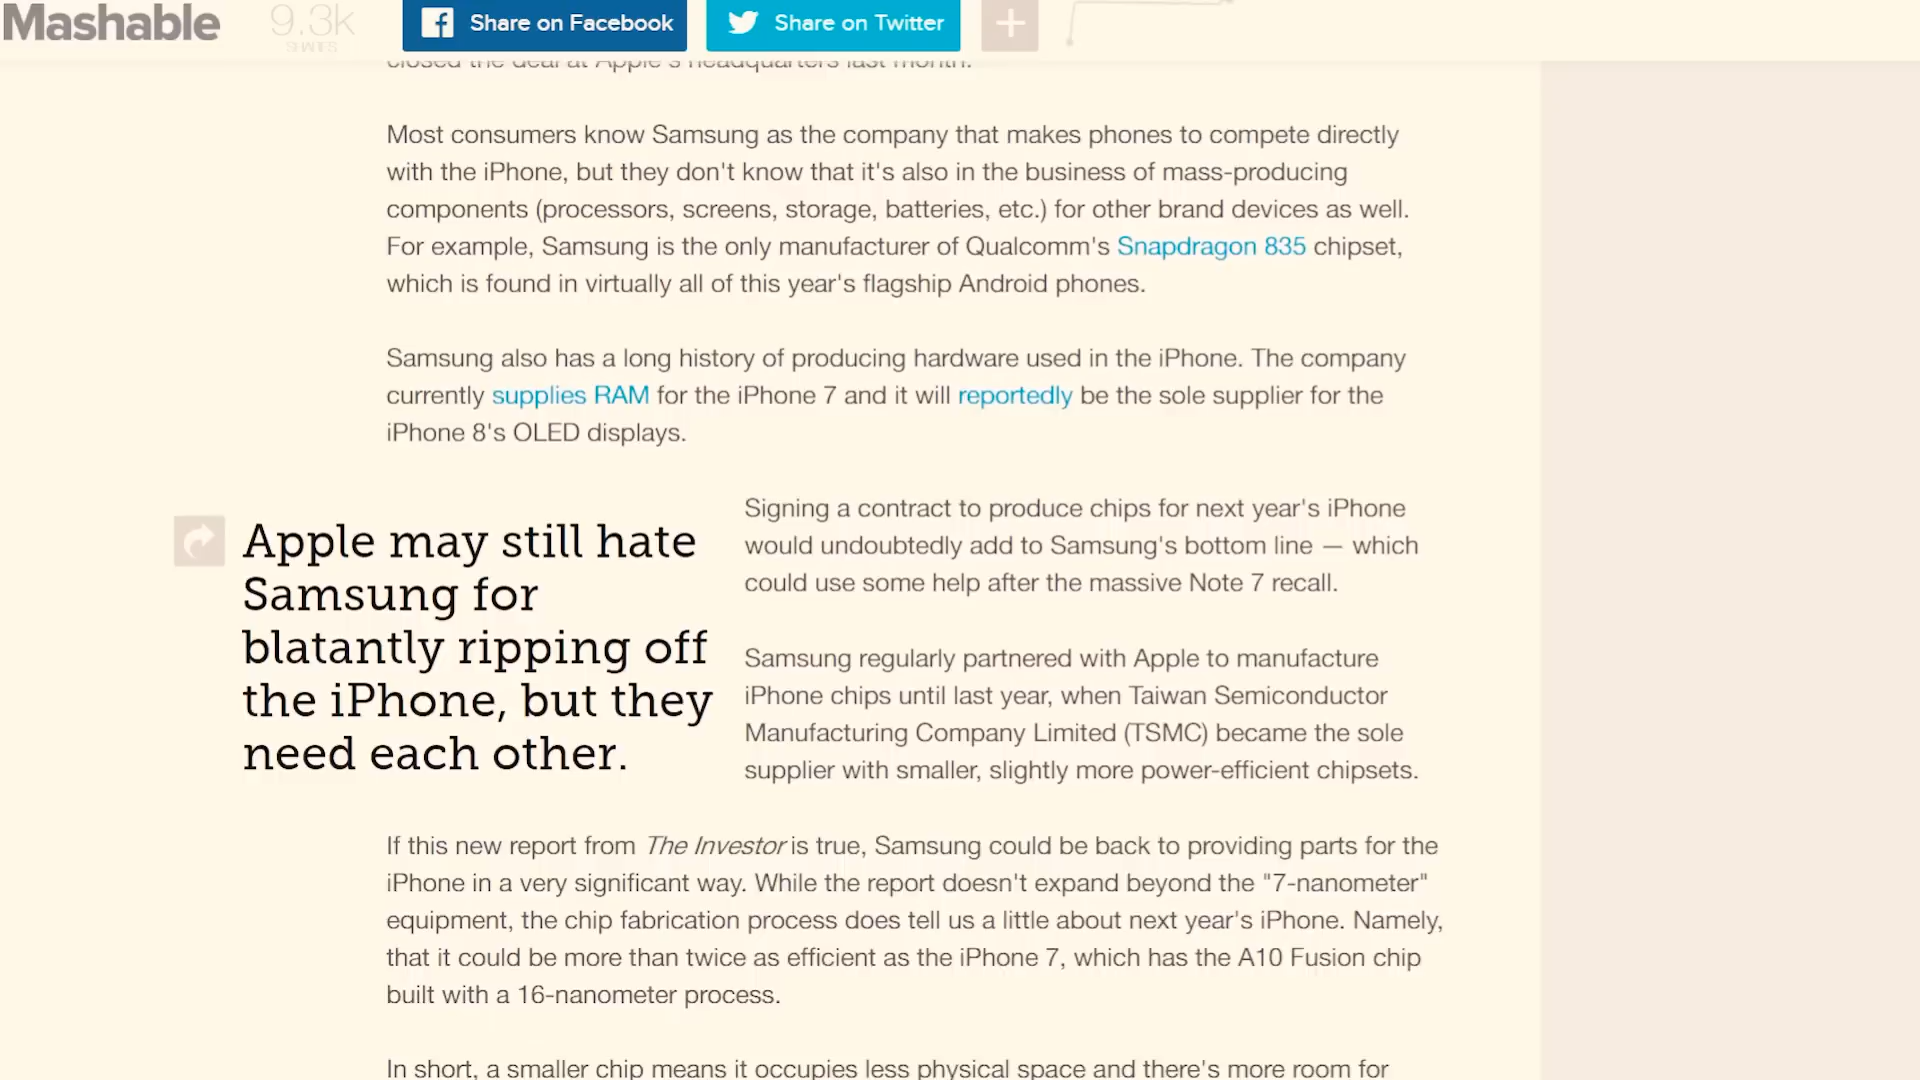 Mashable
9.3k
SHARES
Share on Facebook
Share on Twitter
closed the deal at Apple's headquarters last month.
Most consumers know Samsung as the company that makes phones to compete directly
with the iPhone, but they don't know that it's also in the business of mass-producing
components (processors, screens, storage, batteries, etc.) for other brand devices as well.
For example, Samsung is the only manufacturer of Qualcomm's Snapdragon 835 chipset,
which is found in virtually all of this year's flagship Android phones.
Samsung also has a long history of producing hardware used in the iPhone. The company
currently supplies RAM for the iPhone 7 and it will reportedly be the sole supplier for the
iPhone 8's OLED displays.
Apple may still hate
Samsung for
blatantly ripping off
the iPhone, but they
need each other.
Signing a contract to produce chips for next year's iPhone
would undoubtedly add to Samsung's bottom line — which
could use some help after the massive Note 7 recall.
Samsung regularly partnered with Apple to manufacture
iPhone chips until last year, when Taiwan Semiconductor
Manufacturing Company Limited (TSMC) became the sole
supplier with smaller, slightly more power-efficient chipsets.
If this new report from The Investor is true, Samsung could be back to providing parts for the
iPhone in a very significant way. While the report doesn't expand beyond the "7-nanometer"
equipment, the chip fabrication process does tell us a little about next year's iPhone. Namely,
that it could be more than twice as efficient as the iPhone 7, which has the A10 Fusion chip
built with a 16-nanometer process.
In short, a smaller chip means it occupies less physical space and there's more room for